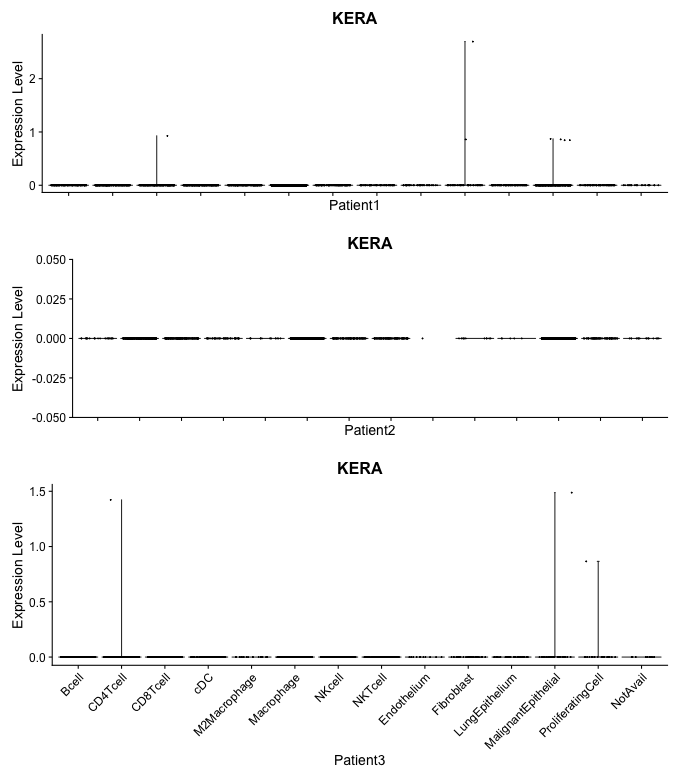 KERA
Expression Level
2
1
0
Patient1
KERA
Expression Level
0.050
0.025
0.000
-0.025
-0.050
Patient2
KERA
Expression Level
1.5
1.0
0.5
0.0
Bcell
CD4Tcell
CD8Tcell
cDC
M2Macrophage
Macrophage
NKcell
NKTcell
Endothelium
Fibroblast
LungEpithelium
MalignantEpithelial
ProliferatingCell
NotAvail
Patient3